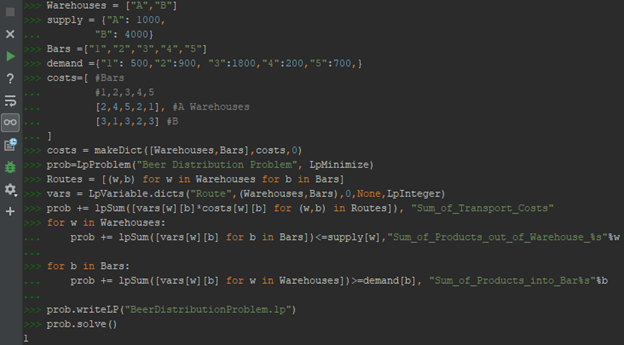 >>> Warehouses = ["A","B"]
>>> supply = {"A": 1000,
...           "B": 4000}
>>> Bars =["1","2","3","4","5"]
>>> demand ={"1": 500,"2":900, "3":1800,"4":200,"5":700,}
>>> costs=[ #Bars
...         #1,2,3,4,5
...         [2,4,5,2,1], #A Warehouses
...         [3,1,3,2,3] #B
... ]
>>> costs = makeDict([Warehouses,Bars],costs,0)
>>> prob=LpProblem("Beer Distribution Problem", LpMinimize)
>>> Routes = [(w,b) for w in Warehouses for b in Bars]
>>> vars = LpVariable.dicts("Route",(Warehouses,Bars),0,None,LpInteger)
>>> prob += lpSum([vars[w][b]*costs[w][b] for (w,b) in Routes]), "Sum_of_Transport_Costs"
>>> for w in Warehouses:
...     prob += lpSum([vars[w][b] for b in Bars])<=supply[w],"Sum_of_Products_out_of_Warehouse_%s"%w
...
>>> for b in Bars:
...     prob += lpSum([vars[w][b] for w in Warehouses])>=demand[b], "Sum_of_Products_into_Bar%s"%b
...
>>> prob.writeLP("BeerDistributionProblem.lp")
>>> prob.solve()
1